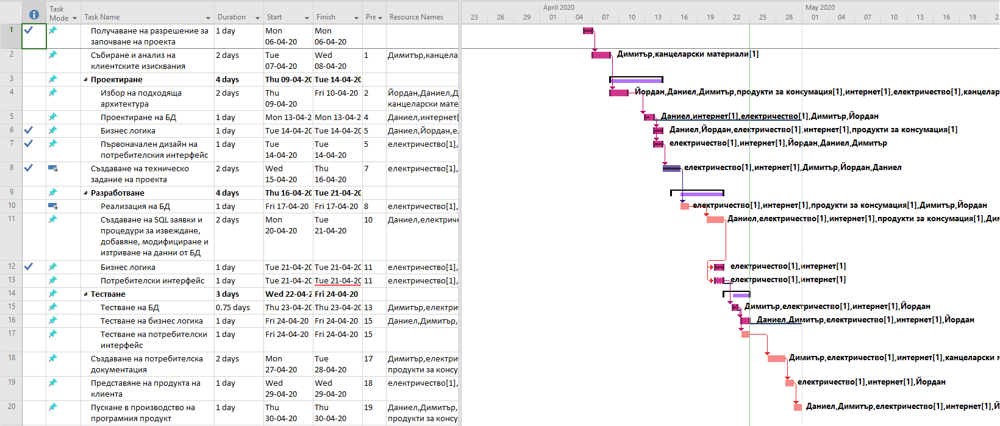 April 2020 May 2020
Task Mode Task Name Duration Start Finish Pre Resource Names 23 26 29 01 04 07 10 13 16 19 22 25 28 01 04 07 10 13 16 19 22
1 Получаване на разрешение за 1 day Mon Mon
започване на проекта 06-04-20 06-04-20
2 Събиране и анализ на 2 days Tue Wed 1 Димитър,канцела Димитър,канцеларски материали[1]
клиентските изисквания 07-04-20 08-04-20
3 Проектиране 4 days Thu 09-04-20 Tue 14-04-20
4 Избор на подходяща 2 days Thu Fri 10-04-20 2 Йордан,Даниел,Д Йордан,Даниел,Димитър,продукти за консумация[1],интернет[1],електричество[1],канцелар
архитектура 09-04-20 канцеларски мате
5 Проектиране на БД 1 day Mon 13-04-2 Mon 13-04-2 4 Даниел,интернет[ Даниел,интернет[1],електричество[1],Димитър,Йордан
6 Бизнес логика 1 day Tue 14-04-20 Tue 14-04-20 5 Даниел,Йордан,е. Даниел,Йордан,електричество[1],интернет[1],продукти за консумация[1]
7 Първоначален дизайн на 1 day Tue Tue 5 електричество[1], електричество[1],интернет[1],Йордан,Даниел,Димитър
потребителския интерфейс 14-04-20 14-04-20
8 Създаване на техническо 2 days Wed Thu 7 електричество[1], електричество[1],интернет[1],Димитър,Йордан,Даниел
задание на проекта 15-04-20 16-04-20
9 Разработване 4 days Thu 16-04-20 Tue 21-04-20
10 Реализация на БД 1 day Fri 17-04-20 Fri 17-04-20 8 електричество[1], електричество[1],интернет[1],продукти за консумация[1],Димитър,Йордан
11 Създаване на SQL заявки и 2 days Mon Tue 10 Даниел,електриче Даниел,електричество[1],интернет[1],продукти за консумация[1],Дим
процедури за извеждане, 20-04-20 21-04-20
добавяне, модифициране и
изтриване на данни от БД
12 Бизнес логика 1 day Tue 21-04-20 Tue 21-04-20 11 електричество[1], електричество[1],интернет[1]
13 Потребителски интерфейс 1 day Tue 21-04-20 Tue 21-04-20 11 електричество[1], електричество[1],интернет[1]
14 Тестване 3 days Wed 22-04-2 Fri 24-04-20
15 Тестване на БД 0.75 days Thu 23-04-20 Thu 23-04-20 13 Димитър,електри Димитър,електричество[1],интернет[1],Йордан
16 Тестване на бизнес логика 1 day Fri 24-04-20 Fri 24-04-20 15 Даниел,Димитър, Даниел,Димитър,електричество[1],интернет[1],Йордан
17 Тестване на потребителски 1 day Fri 24-04-20 Fri 24-04-20 15
интерфейс
18 Създаване на потребителска 2 days Mon Tue 17 Димитър,електри Димитър,електричество[1],интернет[1],канцеларски м
документация 27-04-20 28-04-20 продукти за консу
19 Представяне на продукта на 1 day Wed Wed 18 електричество[1], електричество[1],интернет[1],Йордан
клиента 29-04-20 29-04-20
20 Пускане в производство на 1 day Thu Thu 19 Даниел,Димитър, Даниел,Димитър,електричество[1],интернет[1],Й
програмния продукт 30-04-20 30-04-20 продукти за консу